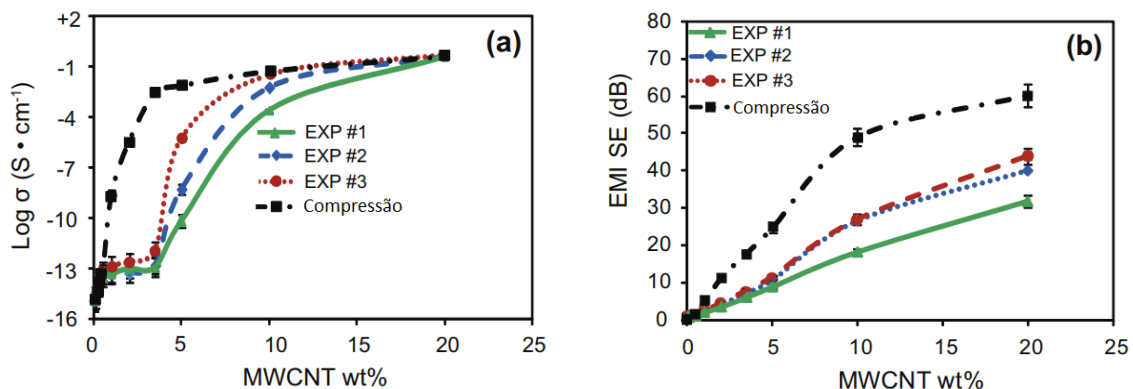 (a)
Log σ (S • cm⁻¹)
+2
-1
-4
-7
-10
-13
-16
EXP #1
EXP #2
EXP #3
Compressão
0 5 10 15 20 25
MWCNT wt%
(b)
EMI SE (dB)
80
70
60
50
40
30
20
10
0
EXP #1
EXP #2
EXP #3
Compressão
0 5 10 15 20 25
MWCNT wt%